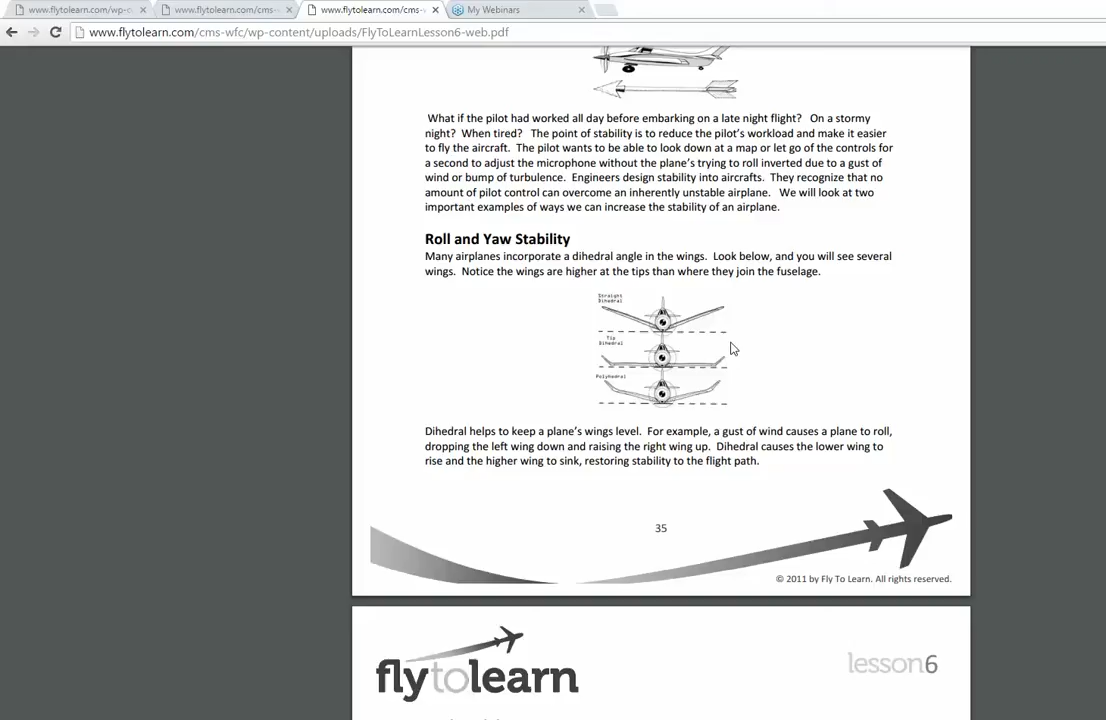 www.flytolearn.com/wp-c
www.flytolearn.com/cms-
www.flytolearn.com/cms-v
My Webinars
www.flytolearn.com/cms-wfc/wp-content/uploads/FlyToLearnLesson6-web.pdf
What if the pilot had worked all day before embarking on a late night flight? On a stormy
night? When tired? The point of stability is to reduce the pilot's workload and make it easier
to fly the aircraft. The pilot wants to be able to look down at a map or let go of the controls for
a second to adjust the microphone without the plane's trying to roll inverted due to a gust of
wind or bump of turbulence. Engineers design stability into aircrafts. They recognize that no
amount of pilot control can overcome an inherently unstable airplane. We will look at two
important examples of ways we can increase the stability of an airplane.
Roll and Yaw Stability
Many airplanes incorporate a dihedral angle in the wings. Look below, and you will see several
wings. Notice the wings are higher at the tips than where they join the fuselage.
Straight
Dihedral
Tip
Dihedral
Polyhedral
Dihedral helps to keep a plane's wings level. For example, a gust of wind causes a plane to roll,
dropping the left wing down and raising the right wing up. Dihedral causes the lower wing to
rise and the higher wing to sink, restoring stability to the flight path.
35
© 2011 by Fly To Learn. All rights reserved.
flytolearn
lesson6